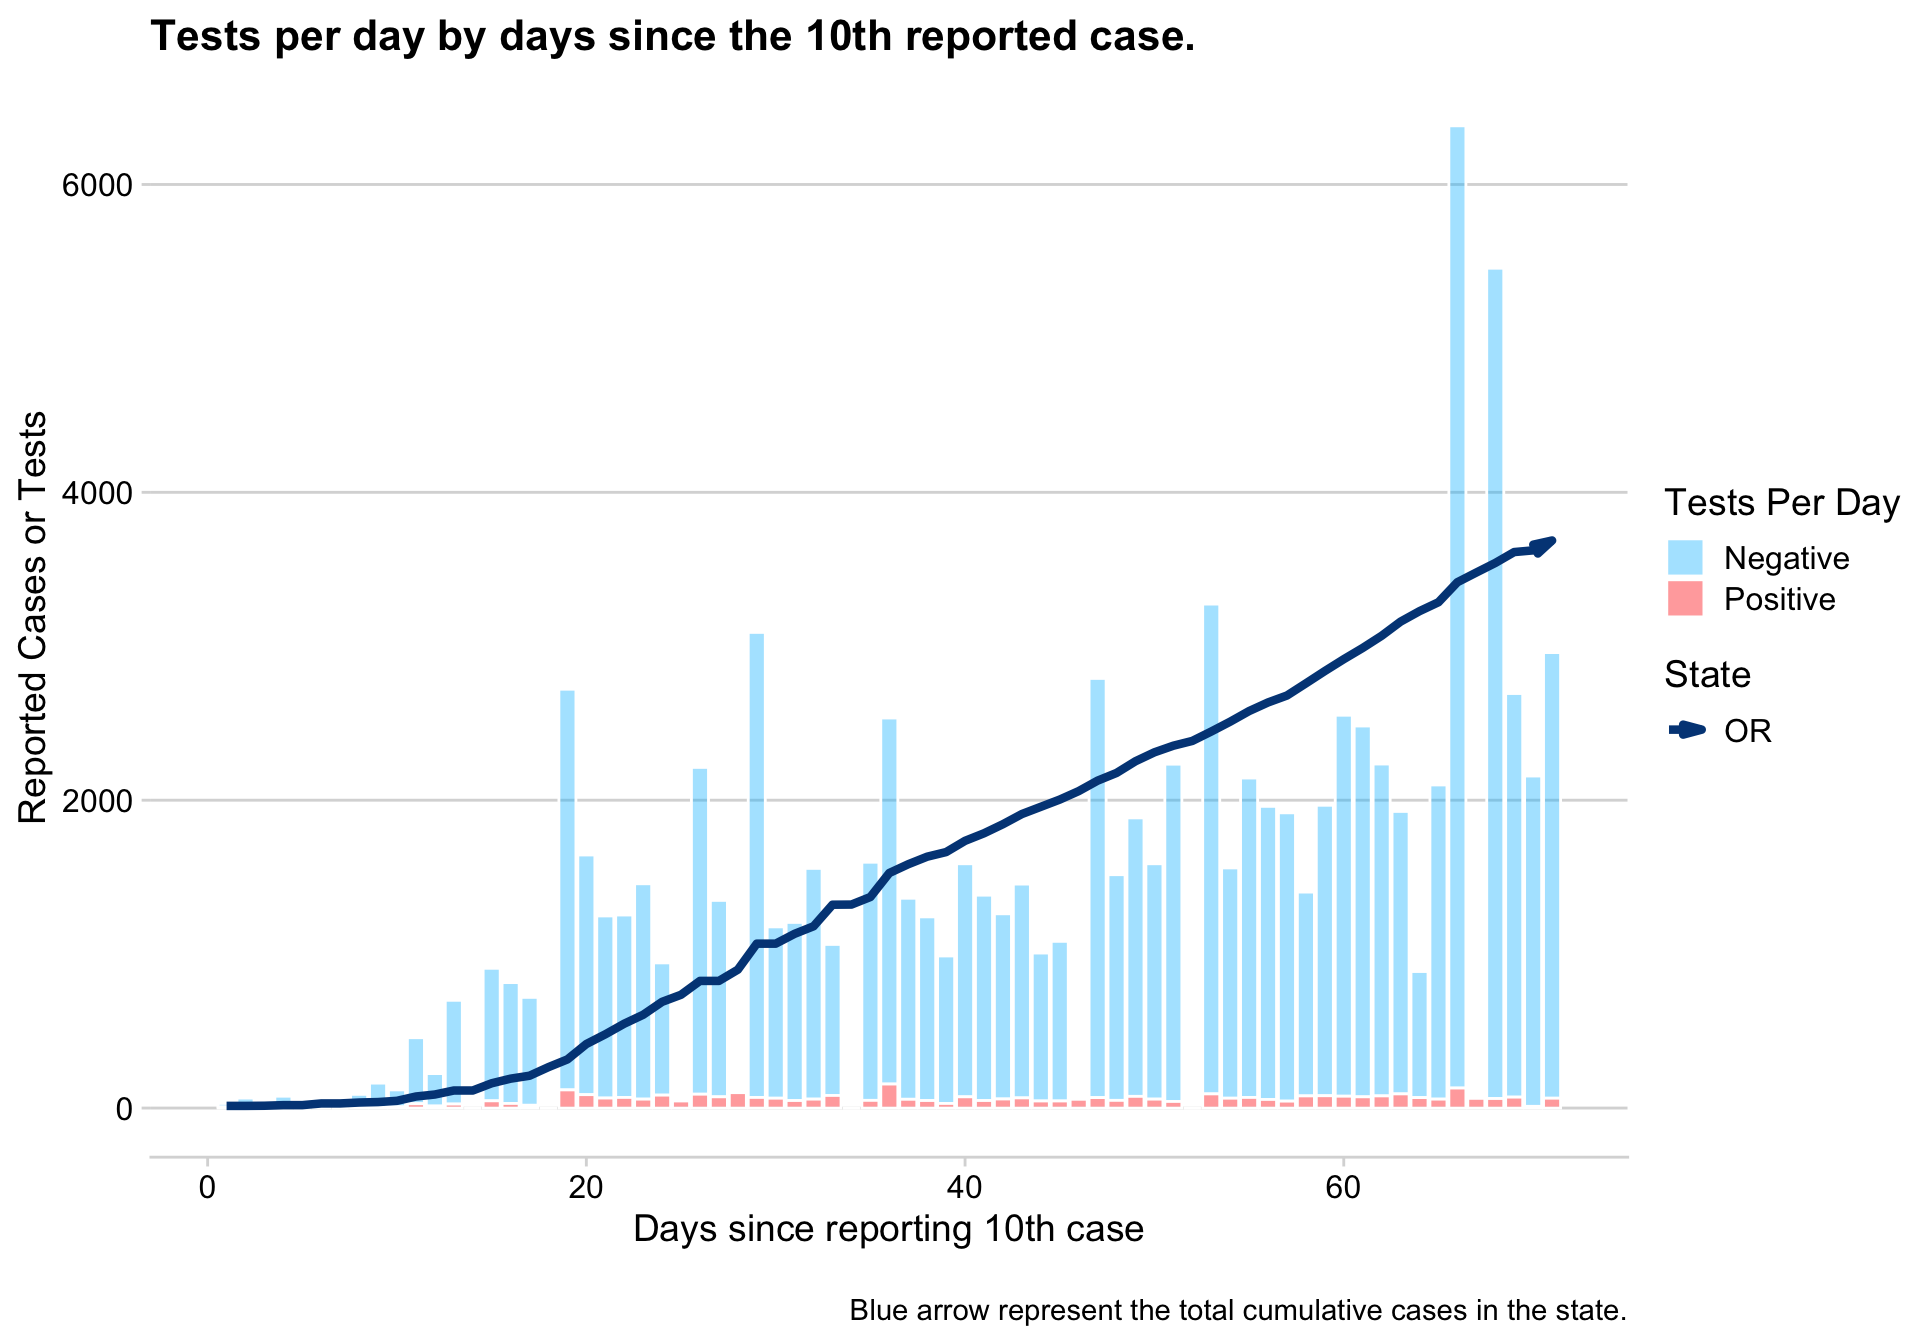 Tests per day by days since the 10th reported case.
Reported Cases or Tests
6000
4000
2000
0
0
20
40
60
Days since reporting 10th case
Tests Per Day
Negative
Positive
State
OR
Blue arrow represent the total cumulative cases in the state.